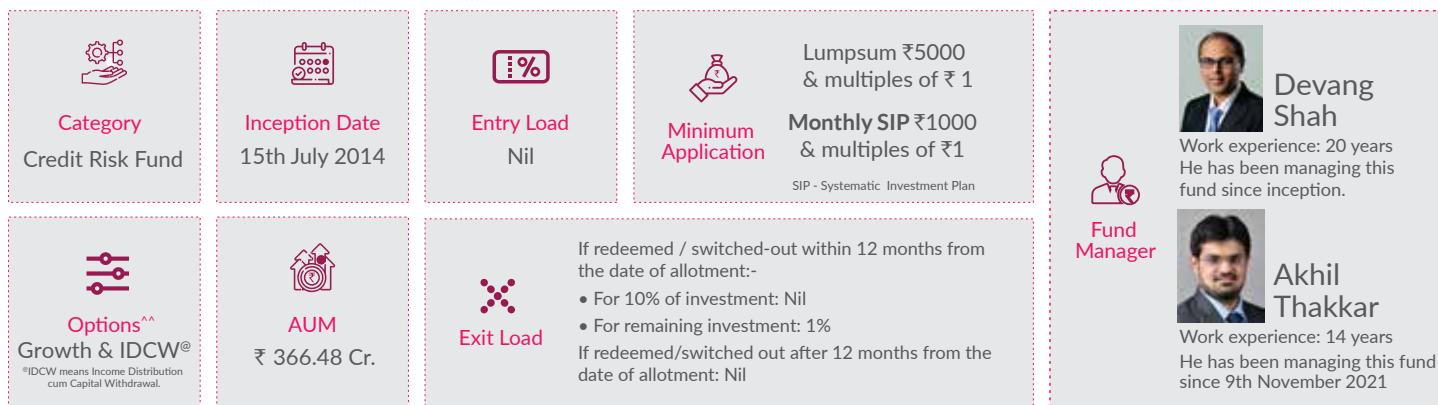 Category
Credit Risk Fund
Inception Date
15th July 2014
%
Entry Load
Nil
₹
Minimum
Application
Lumpsum ₹5000
& multiples of ₹ 1
Monthly SIP ₹1000
& multiples of ₹1
SIP - Systematic Investment Plan
Options^^
Growth & IDCW@
@IDCW means Income Distribution
cum Capital Withdrawal.
₹
AUM
₹ 366.48 Cr.
Exit Load
If redeemed / switched-out within 12 months from
the date of allotment:-
• For 10% of investment: Nil
• For remaining investment: 1%
If redeemed/switched out after 12 months from the
date of allotment: Nil
₹
Fund
Manager
Devang
Shah
Work experience: 20 years
He has been managing this
fund since inception.
Akhil
Thakkar
Work experience: 14 years
He has been managing this fund
since 9th November 2021